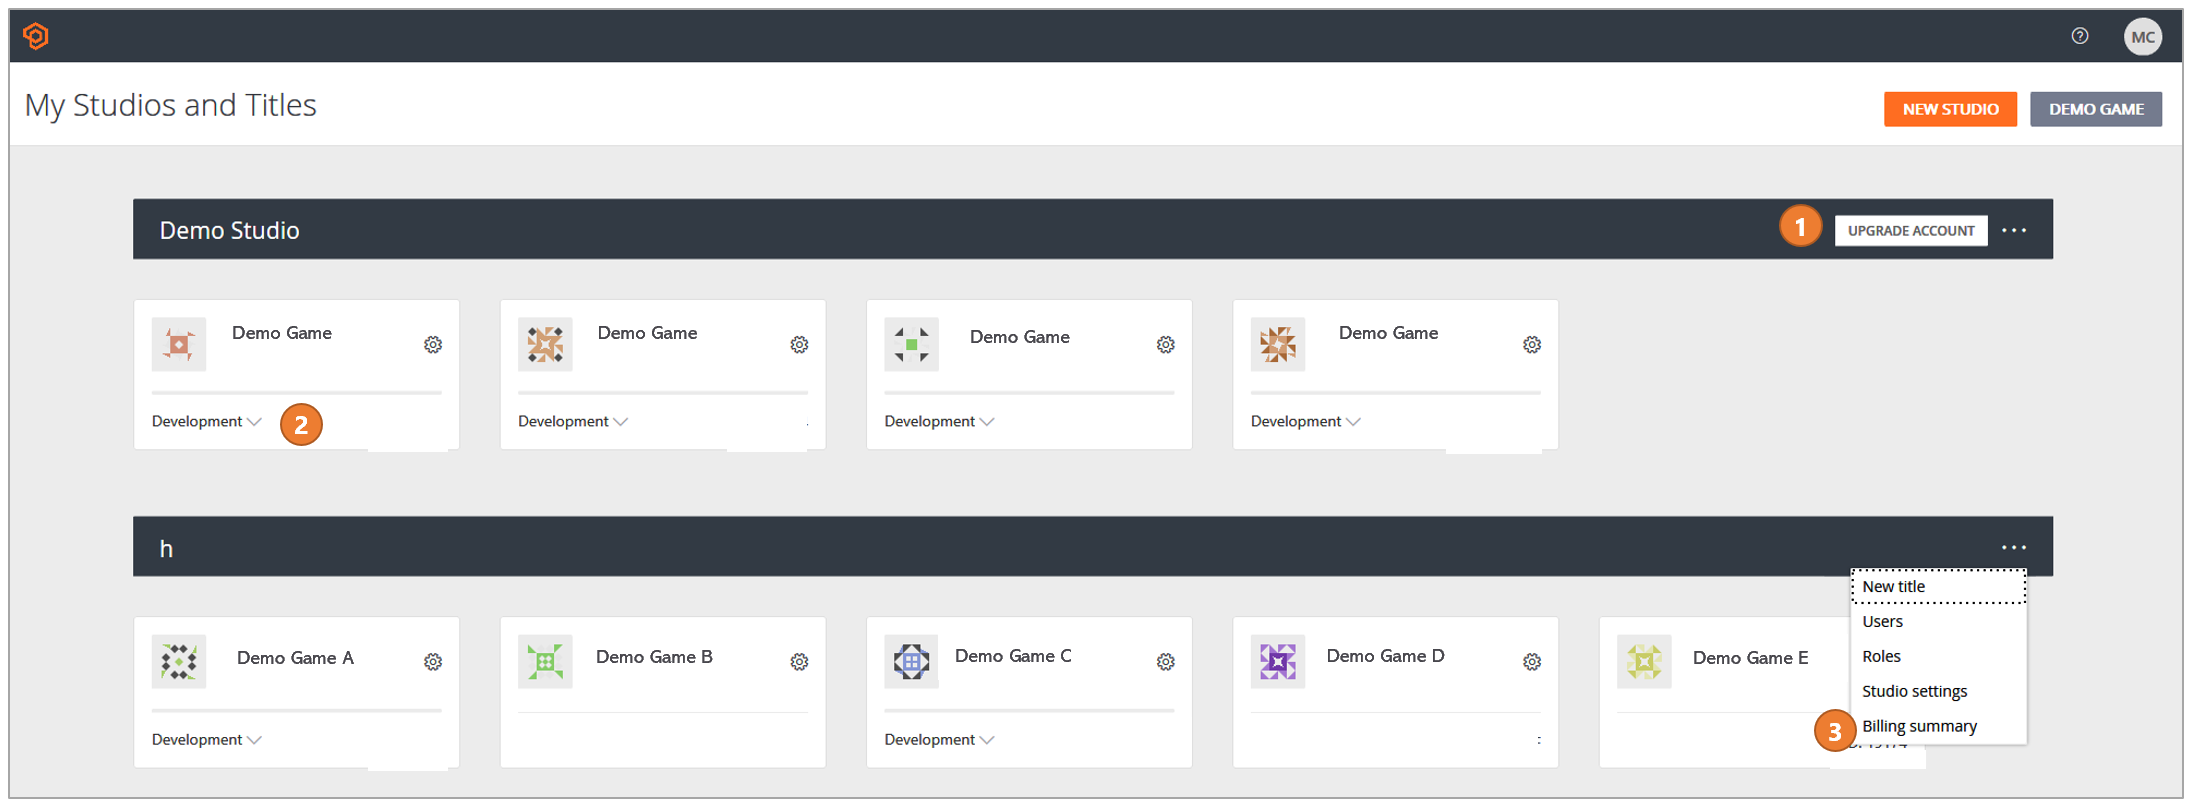 MC
My Studios and Titles
NEW STUDIO
DEMO GAME
Demo Studio
1
UPGRADE ACCOUNT
Demo Game
Demo Game
Demo Game
Demo Game
Development
2
Development
Development
Development
h
New title
Users
Roles
Studio settings
3
Billing summary
Demo Game A
Demo Game B
Demo Game C
Demo Game D
Demo Game E
Development
Development